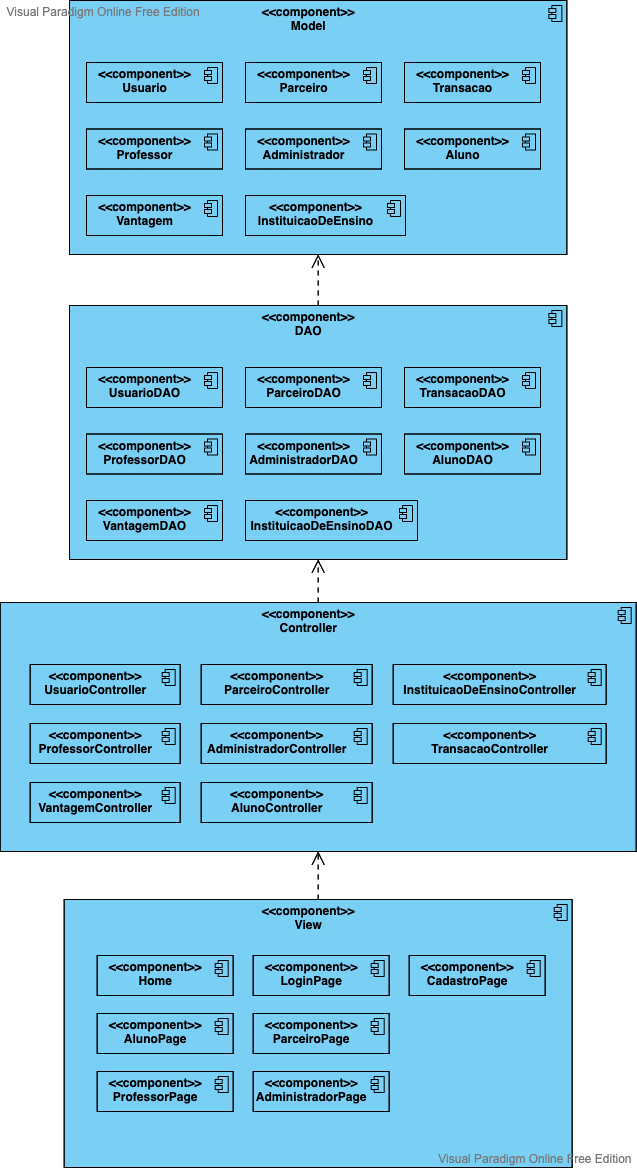 Visual Paradigm Online Free Edition
<<component>>
Model
<<component>>
Usuario
<<component>>
Parceiro
<<component>>
Transacao
<<component>>
Professor
<<component>>
Administrador
<<component>>
Aluno
<<component>>
Vantagem
<<component>>
InstituicaoDeEnsino
<<component>>
DAO
<<component>>
UsuarioDAO
<<component>>
ParceiroDAO
<<component>>
TransacaoDAO
<<component>>
ProfessorDAO
<<component>>
AdministradorDAO
<<component>>
AlunoDAO
<<component>>
VantagemDAO
<<component>>
InstituicaoDeEnsinoDAO
<<component>>
Controller
<<component>>
UsuarioController
<<component>>
ParceiroController
<<component>>
InstituicaoDeEnsinoController
<<component>>
ProfessorController
<<component>>
AdministradorController
<<component>>
TransacaoController
<<component>>
VantagemController
<<component>>
AlunoController
<<component>>
View
<<component>>
Home
<<component>>
LoginPage
<<component>>
CadastroPage
<<component>>
AlunoPage
<<component>>
ParceiroPage
<<component>>
ProfessorPage
<<component>>
AdministradorPage
Visual Paradigm Online Free Edition